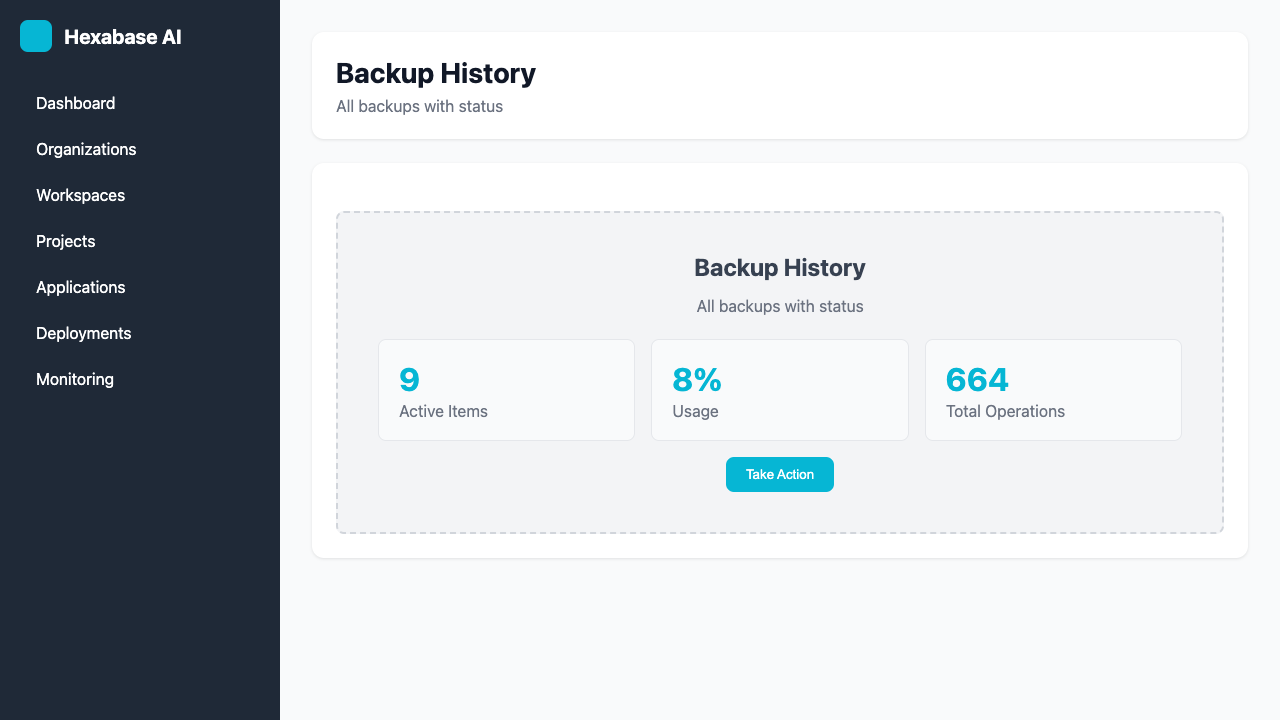 Hexabase AI
Dashboard
Organizations
Workspaces
Projects
Applications
Deployments
Monitoring
Backup History
All backups with status
Backup History
All backups with status
9
Active Items
8%
Usage
664
Total Operations
Take Action